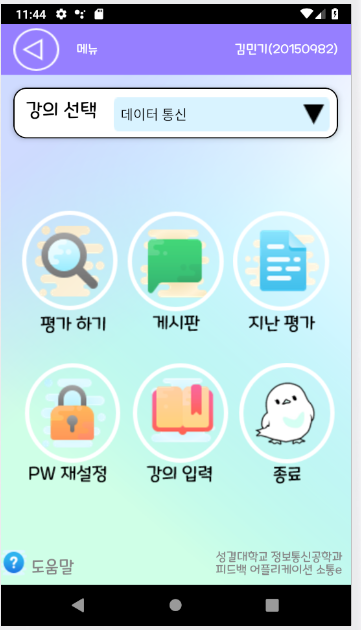 11:44
메뉴 김민기(20150982)
강의 선택 데이터 통신
평가 하기 게시판 지난 평가
PW 재설정 강의 입력 종료
? 도움말
성결대학교 정보통신공학과
피드백 어플리케이션 소통e